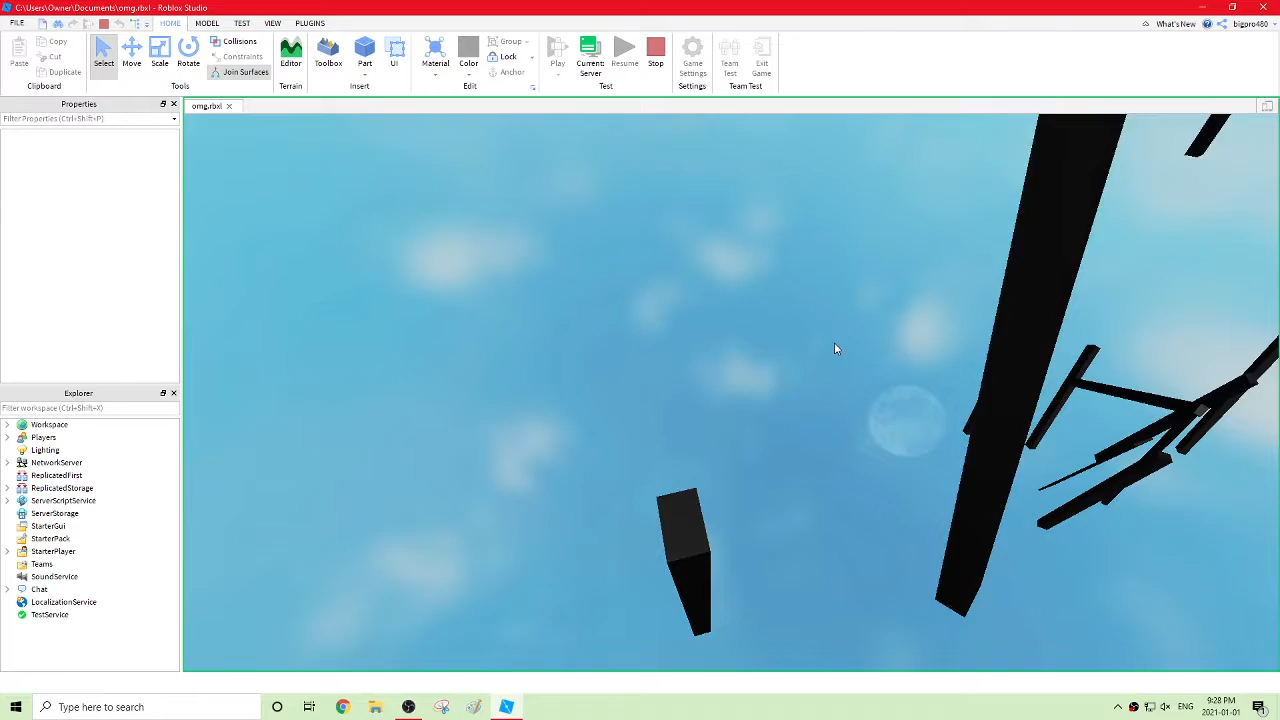 C:\Users\Owner\Documents\omg.rbxl - Roblox Studio
FILE HOME MODEL TEST VIEW PLUGINS What's New bigpro480
Paste Copy Cut Duplicate Select Move Scale Rotate Collisions Constraints Join Surfaces Editor Toolbox Part UI Material Color Group Lock Anchor Play Current: Server Resume Stop Game Settings Team Test Exit Game
Clipboard Tools Terrain Insert Edit Test Settings Team Test
Properties
omg.rbxl
Filter Properties (Ctrl+Shift+P)
Explorer
Filter workspace (Ctrl+Shift+X)
Workspace
Players
Lighting
NetworkServer
ReplicatedFirst
ReplicatedStorage
ServerScriptService
ServerStorage
StarterGui
StarterPack
StarterPlayer
Teams
SoundService
Chat
LocalizationService
TestService
Type here to search
ENG
9:28 PM
2021-01-01
1